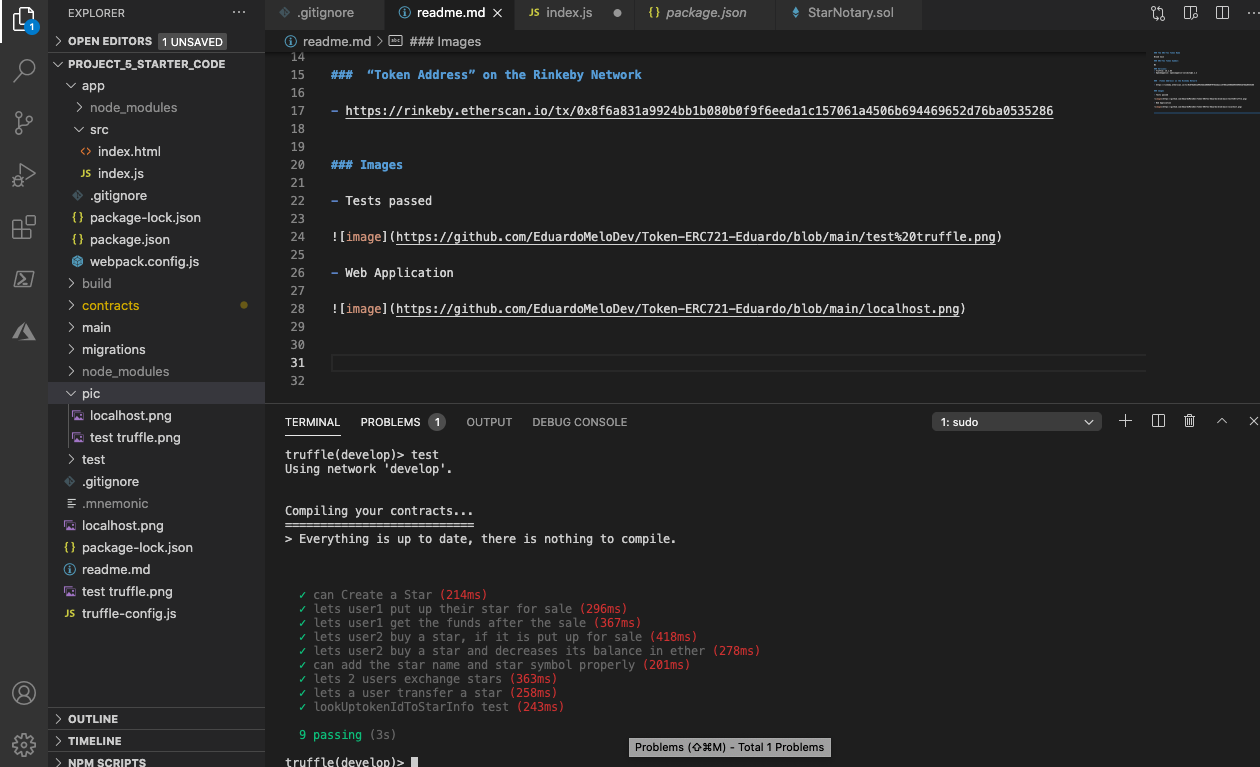 EXPLORER
···
.gitignore
readme.md
JS index.js
{} package.json
StarNotary.sol
OPEN EDITORS 1 UNSAVED
readme.md > ### Images
PROJECT_5_STARTER_CODE
app
node_modules
src
<> index.html
JS index.js
.gitignore
{} package-lock.json
{} package.json
webpack.config.js
build
contracts
main
migrations
node_modules
pic
localhost.png
test truffle.png
test
.gitignore
.mnemonic
localhost.png
{} package-lock.json
readme.md
test truffle.png
JS truffle-config.js
OUTLINE
TIMELINE
NPM SCRIPTS
1
14
15 ### “Token Address” on the Rinkeby Network
16
17 - https://rinkeby.etherscan.io/tx/0x8f6a831a9924bb1b08090f9f6eeda1c157061a4506b694469652d76ba0535286
18
19
20 ### Images
21
22 - Tests passed
23
24 ![image](https://github.com/EduardoMeloDev/Token-ERC721-Eduardo/blob/main/test%20truffle.png)
25
26 - Web Application
27
28 ![image](https://github.com/EduardoMeloDev/Token-ERC721-Eduardo/blob/main/localhost.png)
29
30
31
32
TERMINAL PROBLEMS 1 OUTPUT DEBUG CONSOLE 1: sudo
truffle(develop)> test
Using network 'develop'.
Compiling your contracts...
===========================
> Everything is up to date, there is nothing to compile.
✓ can Create a Star (214ms)
✓ lets user1 put up their star for sale (296ms)
✓ lets user1 get the funds after the sale (367ms)
✓ lets user2 buy a star, if it is put up for sale (418ms)
✓ lets user2 buy a star and decreases its balance in ether (278ms)
✓ can add the star name and star symbol properly (201ms)
✓ lets 2 users exchange stars (363ms)
✓ lets a user transfer a star (258ms)
✓ lookUptokenIdToStarInfo test (243ms)
9 passing (3s)
Problems (⇧⌘M) - Total 1 Problems
truffle(develop)>